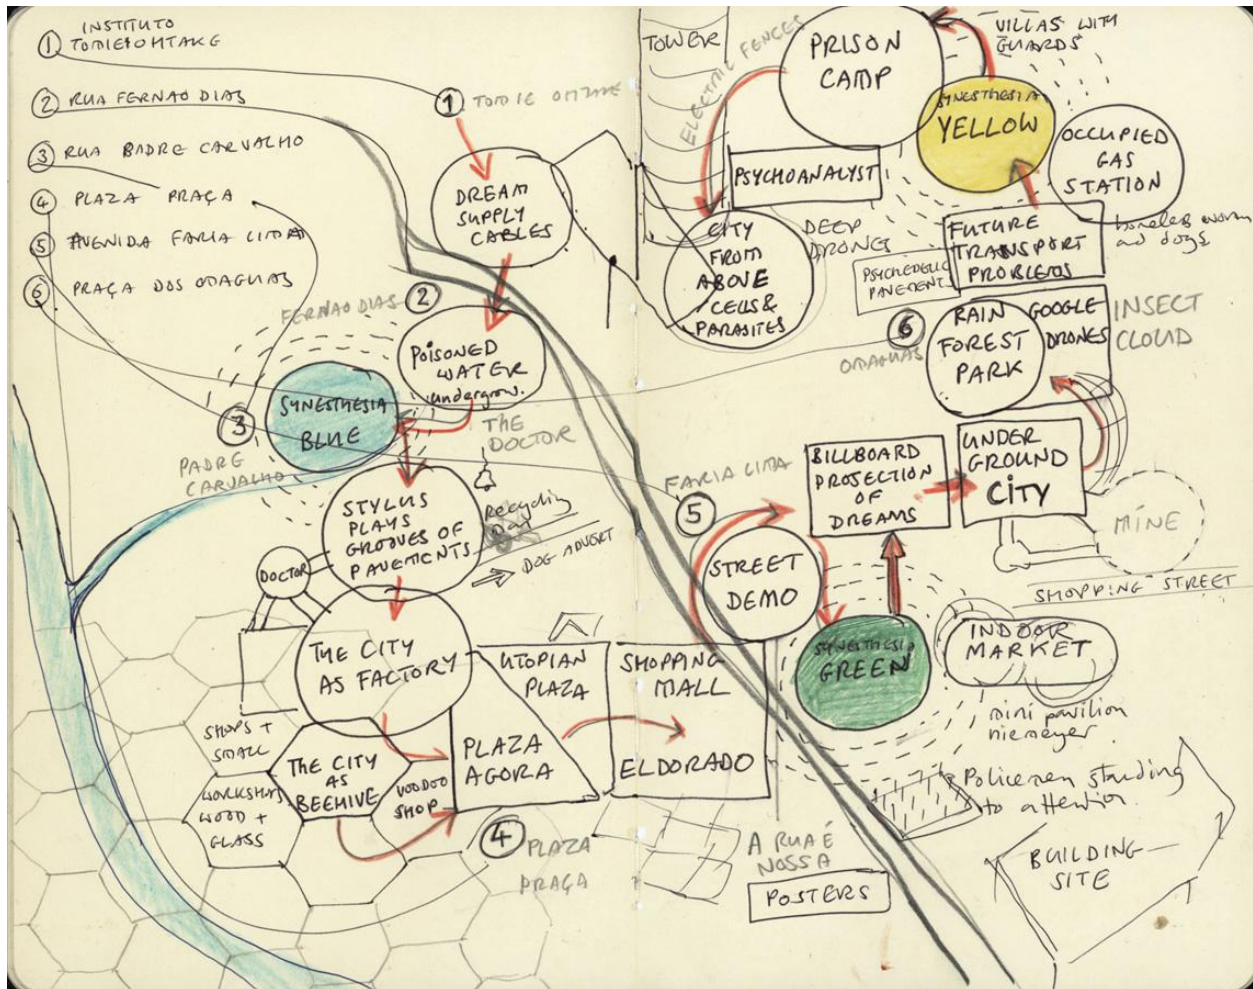 ① INSTITUTO
TOMIE OHTAKE
② RUA FERNAO DIAS
③ RUA PADRE CARVALHO
④ PLAZA PRAÇA
⑤ AVENIDA FARIA LIMA
⑥ PRAÇA DOS OMAGUAS
① TOMIE OHTAKE
DREAM
SUPPLY
CABLES
FERNAO DIAS
②
POISONED
WATER
undergrow.
SYNESTHESIA
BLUE
③
PADRE
CARVALHO
THE
DOCTOR
STYLUS
PLAYS
GROOVES OF
PAVEMENTS
Recycling
DOG ADVERT
DOCTOR
THE CITY
AS FACTORY
SHOPS +
SMALL
WORKSHOPS
WOOD +
GLASS
THE CITY
AS
BEEHIVE
VOODOO
SHOP
UTOPIAN
PLAZA
PLAZA
AGORA
④ PLAZA
PRAÇA
SHOPPING
MALL
ELDORADO
A RUA É
NOSSA
POSTERS
TOWER
ELECTRIC FENCES
PRISON
CAMP
VILLAS WITH
GUARDS
SYNESTHESIA
YELLOW
OCCUPIED
GAS
STATION
homeless woman
and dogs
PSYCHOANALYST
CITY
FROM
ABOVE
CELLS &
PARASITES
DEEP
DRONES
PSYCHEDELIC
PAVEMENT
FUTURE
TRANSPORT
PROBLEMS
⑥
OMAGUAS
RAIN
FOREST
PARK
GOOGLE
DRONES
INSECT
CLOUD
FARIA LIMA
⑤
BILLBOARD
PROJECTION
OF
DREAMS
UNDER
GROUND
CITY
MINE
SHOPPING STREET
STREET
DEMO
SYNESTHESIA
GREEN
INDOOR
MARKET
mini pavilion
niemeyer
Policemen standing
to attention.
BUILDING
SITE